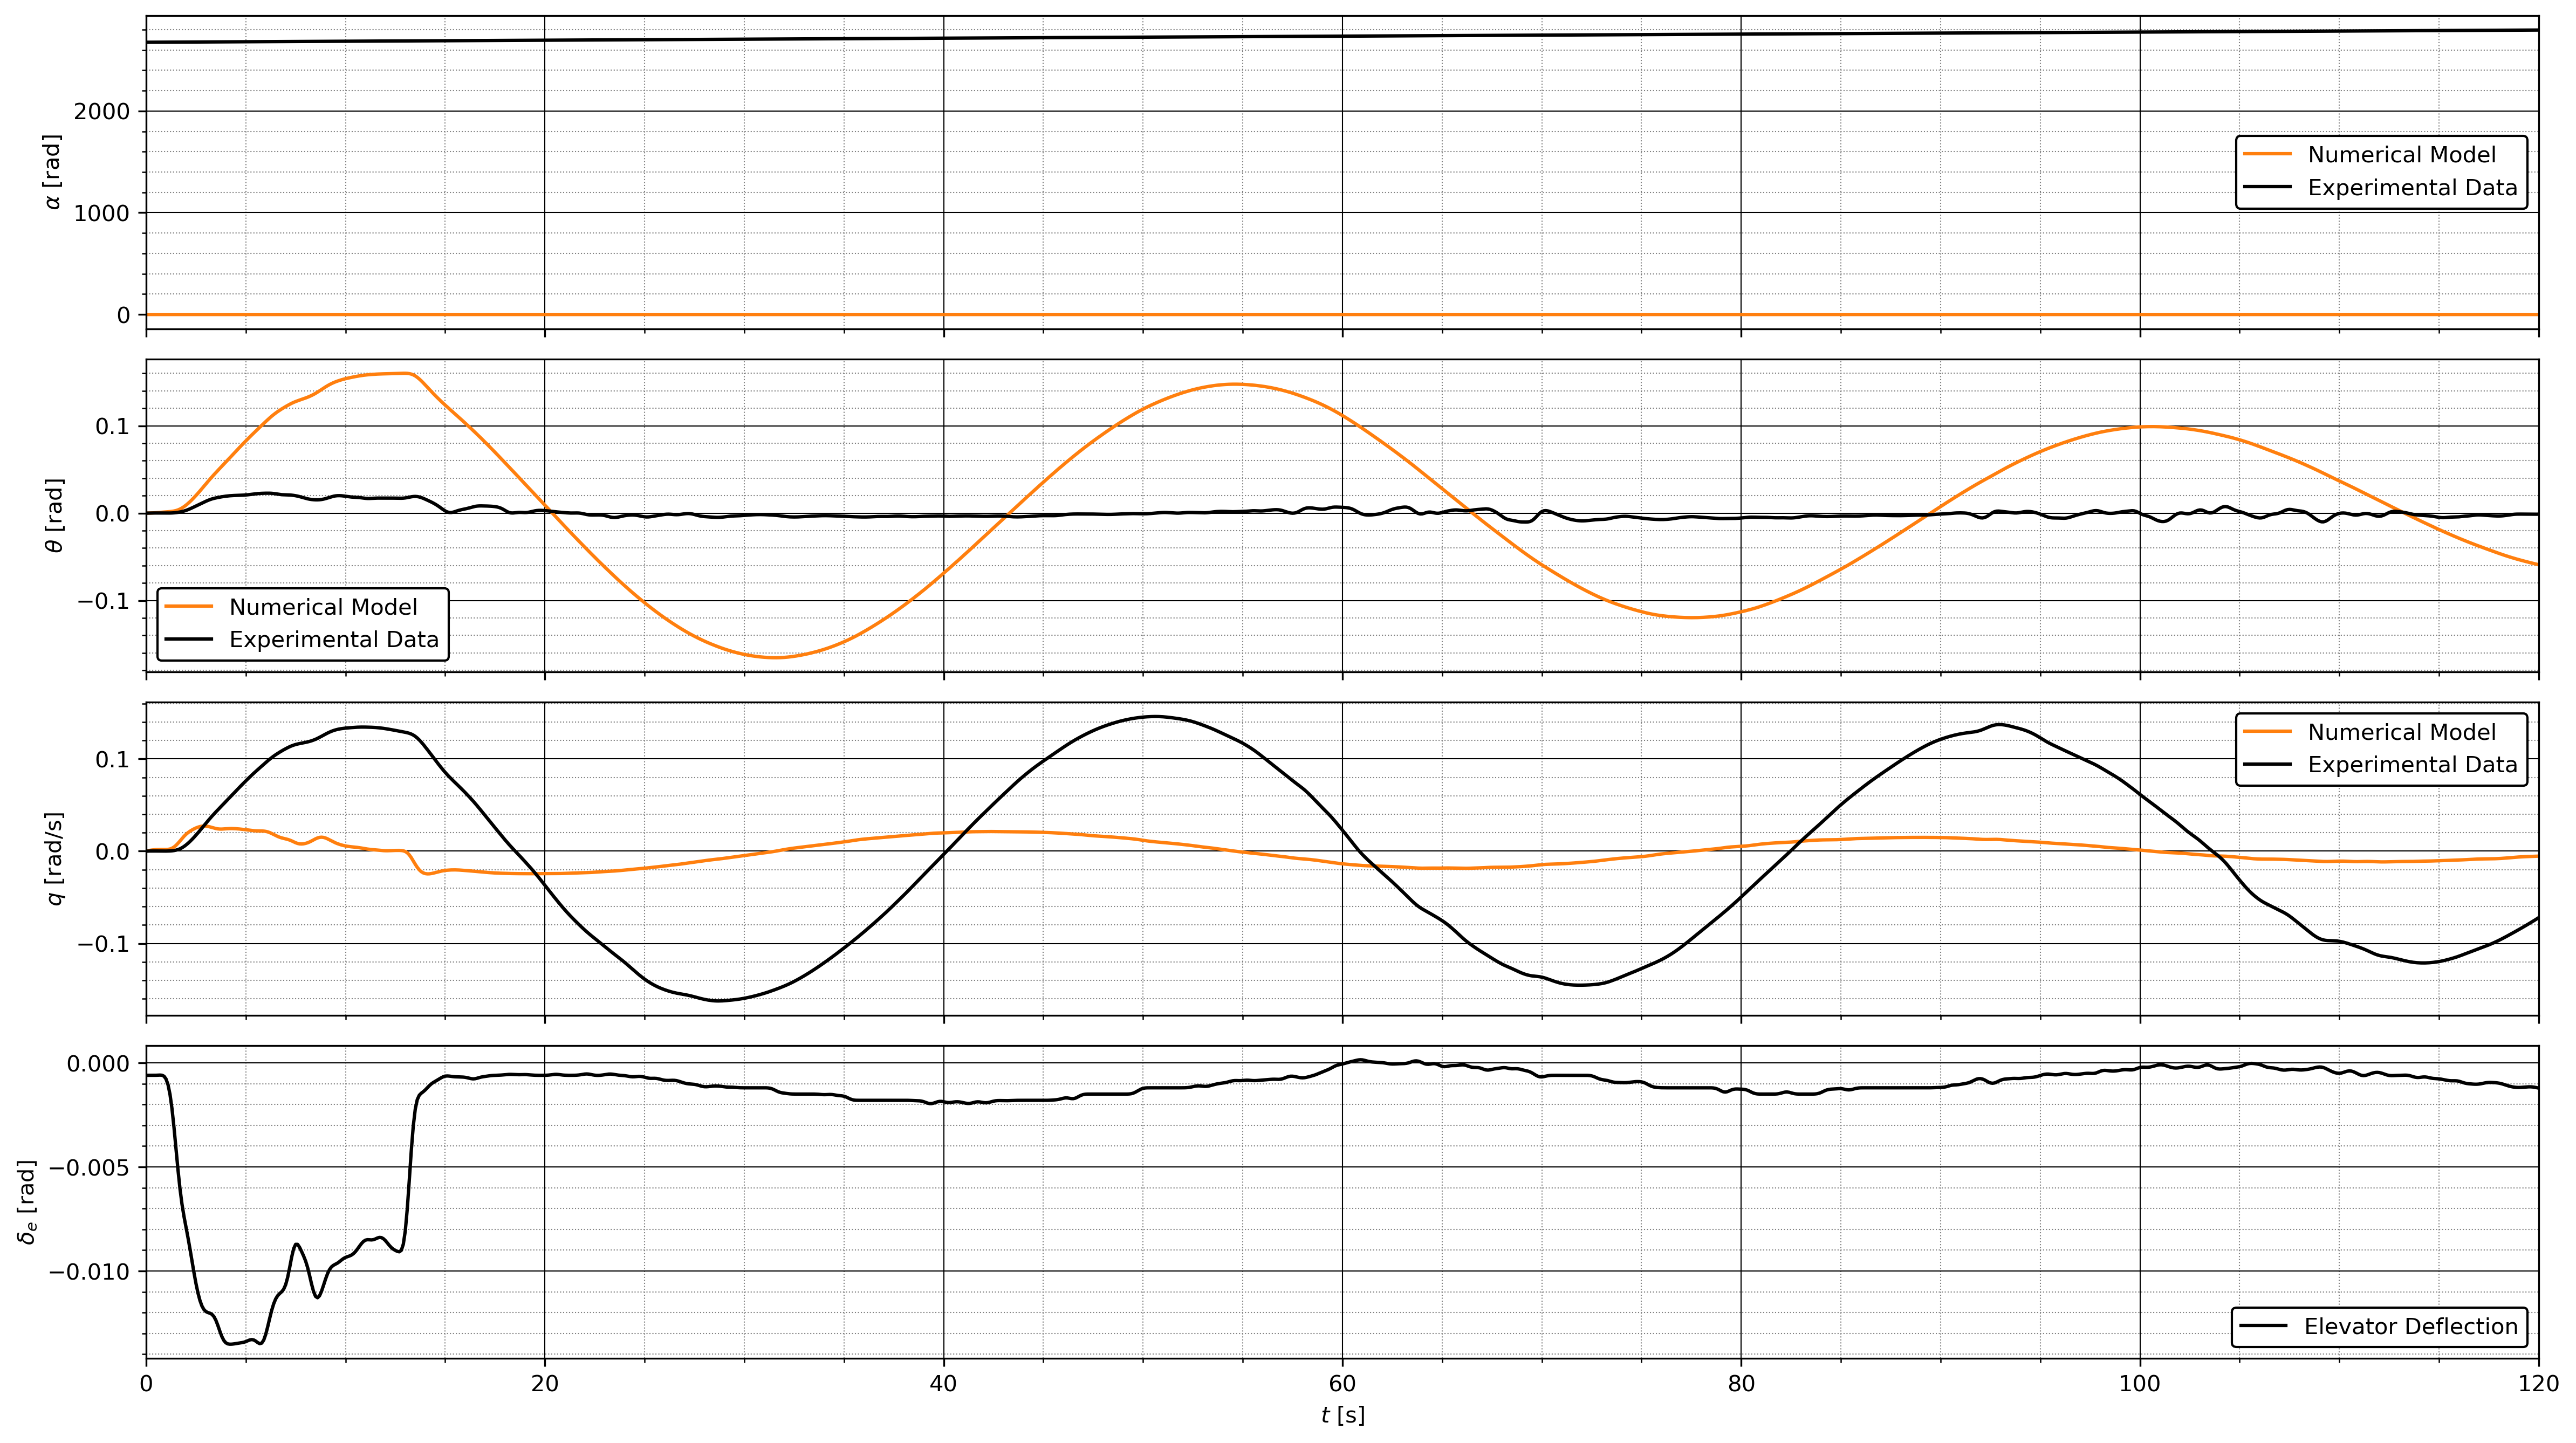 α [rad]
2000
1000
0
Numerical Model
Experimental Data
θ [rad]
0.1
0.0
−0.1
Numerical Model
Experimental Data
q [rad/s]
0.1
0.0
−0.1
Numerical Model
Experimental Data
δe [rad]
0.000
−0.005
−0.010
Elevator Deflection
0 20 40 60 80 100 120
t [s]